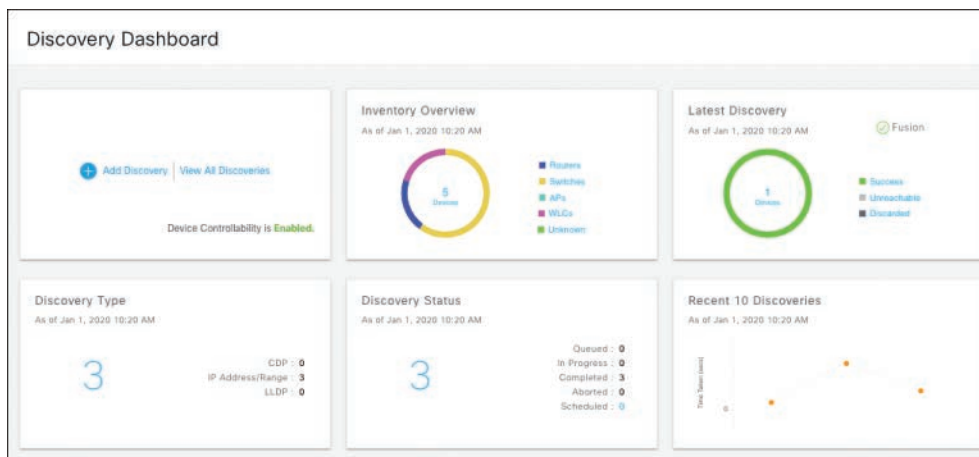 Discovery Dashboard
Add Discovery | View All Discoveries
Device Controllability is Enabled.
Inventory Overview
As of Jan 1, 2020 10:20 AM
5
Devices
Routers
Switches
APs
WLCs
Unknown
Latest Discovery
As of Jan 1, 2020 10:20 AM
Fusion
1
Devices
Success
Unreachable
Discarded
Discovery Type
As of Jan 1, 2020 10:20 AM
3
CDP : 0
IP Address/Range : 3
LLDP : 0
Discovery Status
As of Jan 1, 2020 10:20 AM
3
Queued : 0
In Progress : 0
Completed : 3
Aborted : 0
Scheduled : 0
Recent 10 Discoveries
As of Jan 1, 2020 10:20 AM
Time Taken (secs)
0